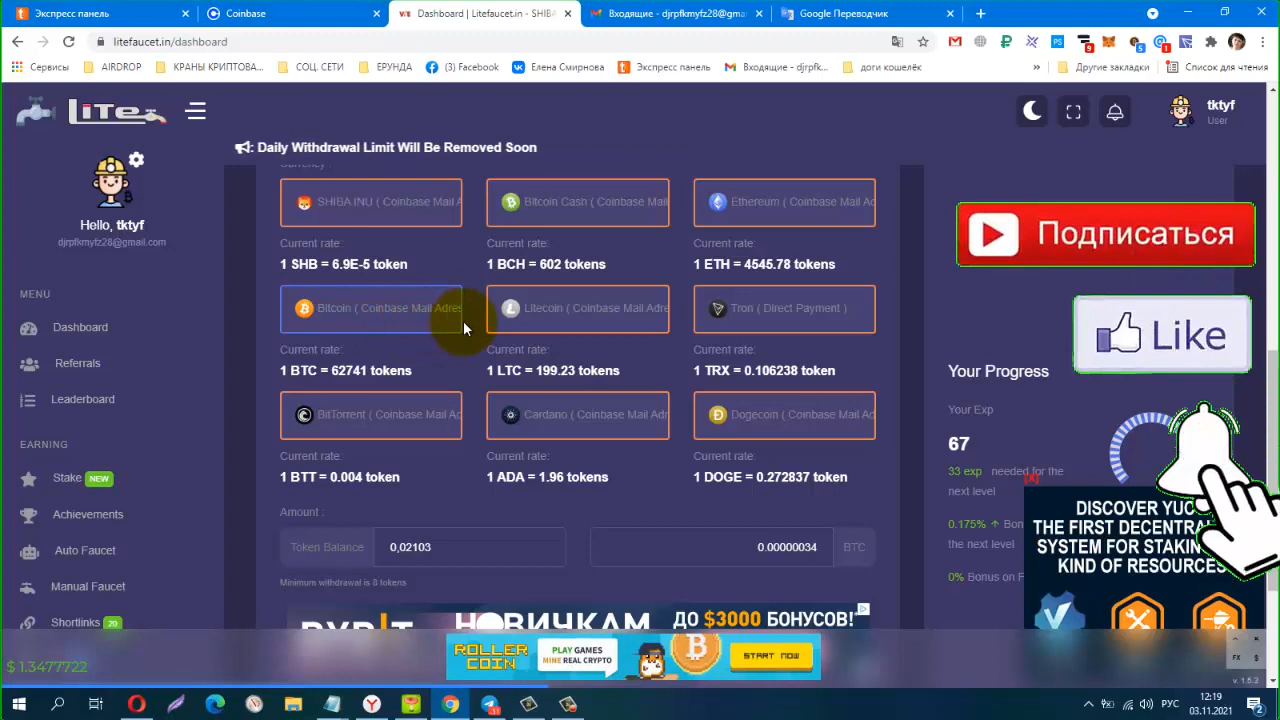 Экспресс панель
Coinbase
Dashboard | Litefaucet.in - SHIBA
Входящие - djrpfkmyfz28@gmai
Google Переводчик
litefaucet.in/dashboard
Сервисы
AIRDROP
КРАНЫ КРИПТОВА...
СОЦ. СЕТИ
ЕРУНДА
(3) Facebook
Елена Смирнова
Экспресс панель
Входящие - djrpfk...
доги кошелёк
»
Другие закладки
Список для чтения
LITE
tktyf
User
: Daily Withdrawal Limit Will Be Removed Soon
Hello, tktyf
djrpfkmyfz28@gmail.com
MENU
Dashboard
Referrals
Leaderboard
EARNING
Stake NEW
Achievements
Auto Faucet
Manual Faucet
Shortlinks 20
$ 1.3477722
Currency
SHIBA INU ( Coinbase Mail A
Bitcoin Cash ( Coinbase Mail
Ethereum ( Coinbase Mail Ad
Current rate:
Current rate:
Current rate:
1 SHB = 6.9E-5 token
1 BCH = 602 tokens
1 ETH = 4545.78 tokens
Bitcoin ( Coinbase Mail Adres
Litecoin ( Coinbase Mail Adre
Tron ( Direct Payment )
Current rate:
Current rate:
Current rate:
1 BTC = 62741 tokens
1 LTC = 199.23 tokens
1 TRX = 0.106238 token
BitTorrent ( Coinbase Mail Ad
Cardano ( Coinbase Mail Adr
Dogecoin ( Coinbase Mail Ad
Current rate:
Current rate:
Current rate:
1 BTT = 0.004 token
1 ADA = 1.96 tokens
1 DOGE = 0.272837 token
Amount :
Token Balance
0,02103
0.00000034
BTC
Minimum withdrawal is 8 tokens
НОВИЧКАМ
ДО $3000 БОНУСОВ!
ROLLER COIN
PLAY GAMES
MINE REAL CRYPTO
START NOW
Подписаться
Like
Your Progress
Your Exp
67
33 exp needed for the
next level
0.175% ↑ Bon
the next level
0% Bonus on F
[X]
DISCOVER YUC
THE FIRST DECENTRA
SYSTEM FOR STAKIN
KIND OF RESOURCES
FX $
v. 1.5.2
РУС
12:19
03.11.2021